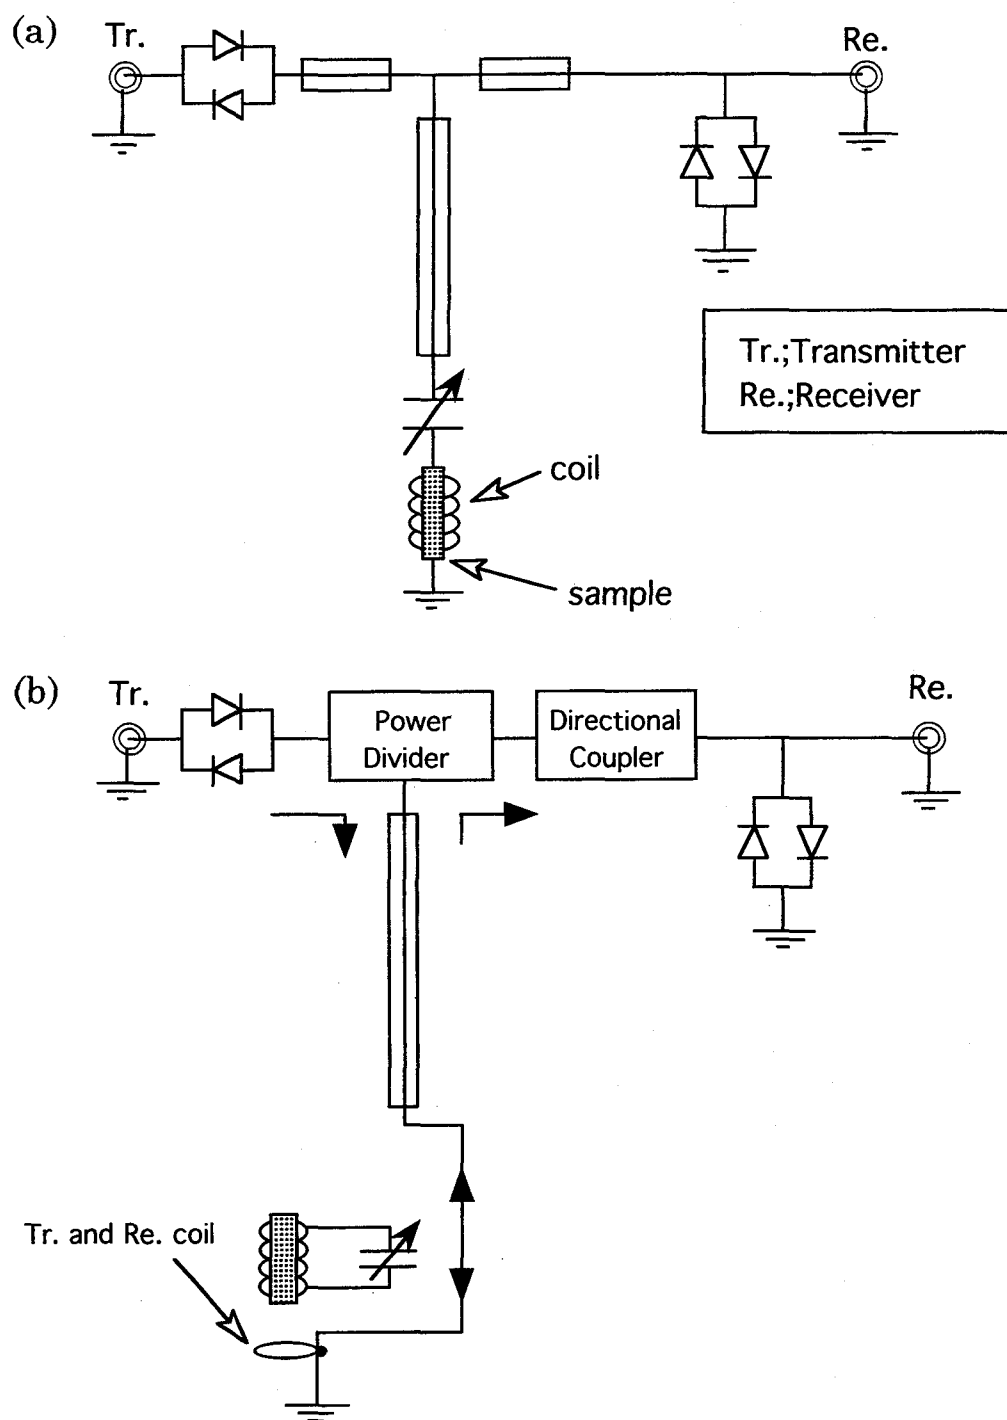 (a)
Tr.
Re.
Tr.;Transmitter
Re.;Receiver
coil
sample
(b)
Tr.
Re.
Power
Divider
Directional
Coupler
Tr. and Re. coil